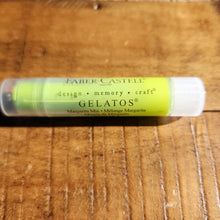 FABER CASTELL
design • memory • craft®
GELATOS®
Margarita Mix • Mélange Margarita